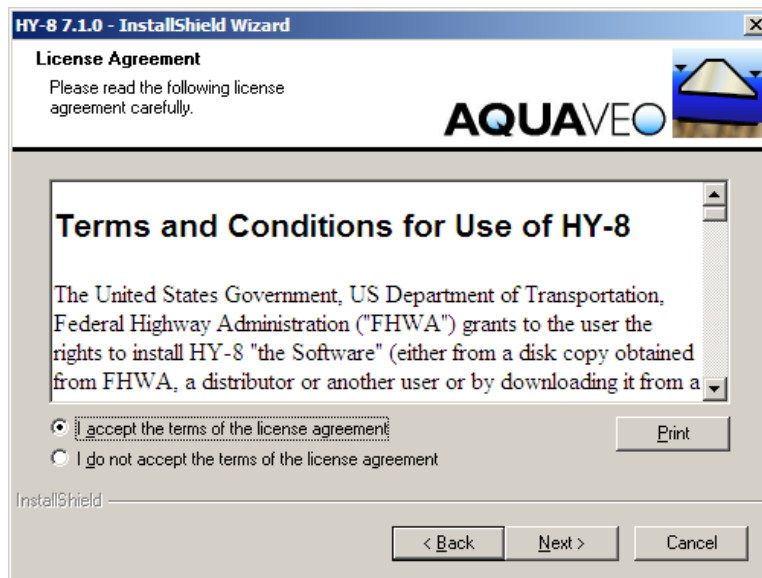 HY-8 7.1.0 - InstallShield Wizard
License Agreement
Please read the following license
agreement carefully.
AQUAVEO
Terms and Conditions for Use of HY-8
The United States Government, US Department of Transportation,
Federal Highway Administration ("FHWA") grants to the user the
rights to install HY-8 "the Software" (either from a disk copy obtained
from FHWA, a distributor or another user or by downloading it from a
I accept the terms of the license agreement
Print
I do not accept the terms of the license agreement
InstallShield
< Back
Next >
Cancel